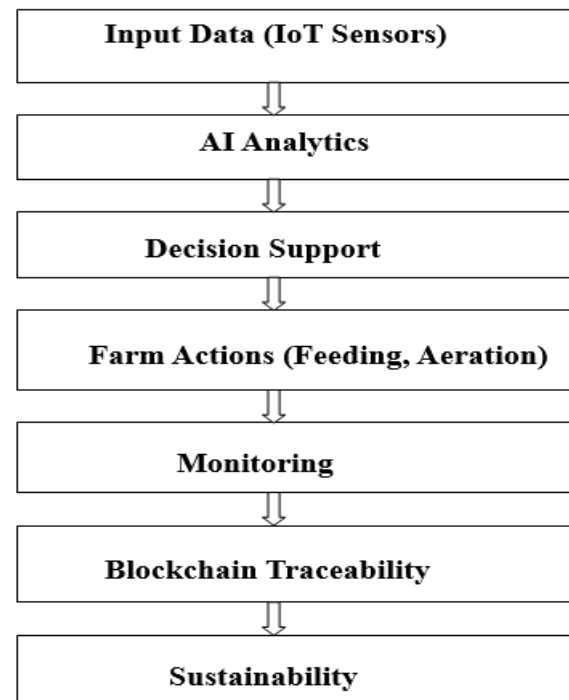 Input Data (IoT Sensors)
AI Analytics
Decision Support
Farm Actions (Feeding, Aeration)
Monitoring
Blockchain Traceability
Sustainability